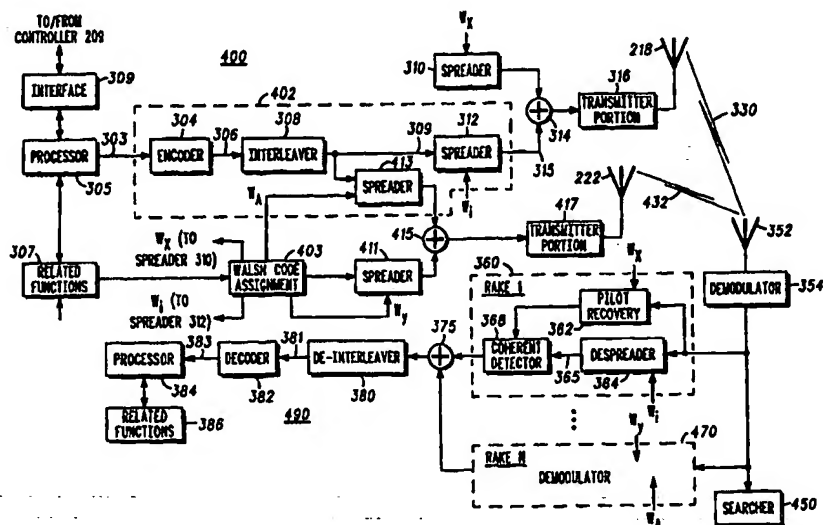 TO/FROM
CONTROLLER 209
400
INTERFACE
309
PROCESSOR
305
303
402
ENCODER
304
306
INTERLEAVER
308
309
SPREADER
312
W_i
SPREADER
413
W_A
W_X
SPREADER
310
314
315
TRANSMITTER
PORTION
316
218
330
222
432
352
TRANSMITTER
PORTION
417
415
RELATED
FUNCTIONS
307
W_X (TO
SPREADER 310)
WALSH CODE
ASSIGNMENT
403
W_i (TO
SPREADER 312)
SPREADER
411
W_y
DEMODULATOR
354
360
RAKE 1
W_X
PILOT
RECOVERY
362
COHERENT
DETECTOR
368
365
DESPREADER
364
W_i
375
DE-INTERLEAVER
380
381
DECODER
382
383
PROCESSOR
384
RELATED
FUNCTIONS
386
490
470
RAKE N
W_y
DEMODULATOR
W_A
SEARCHER
450